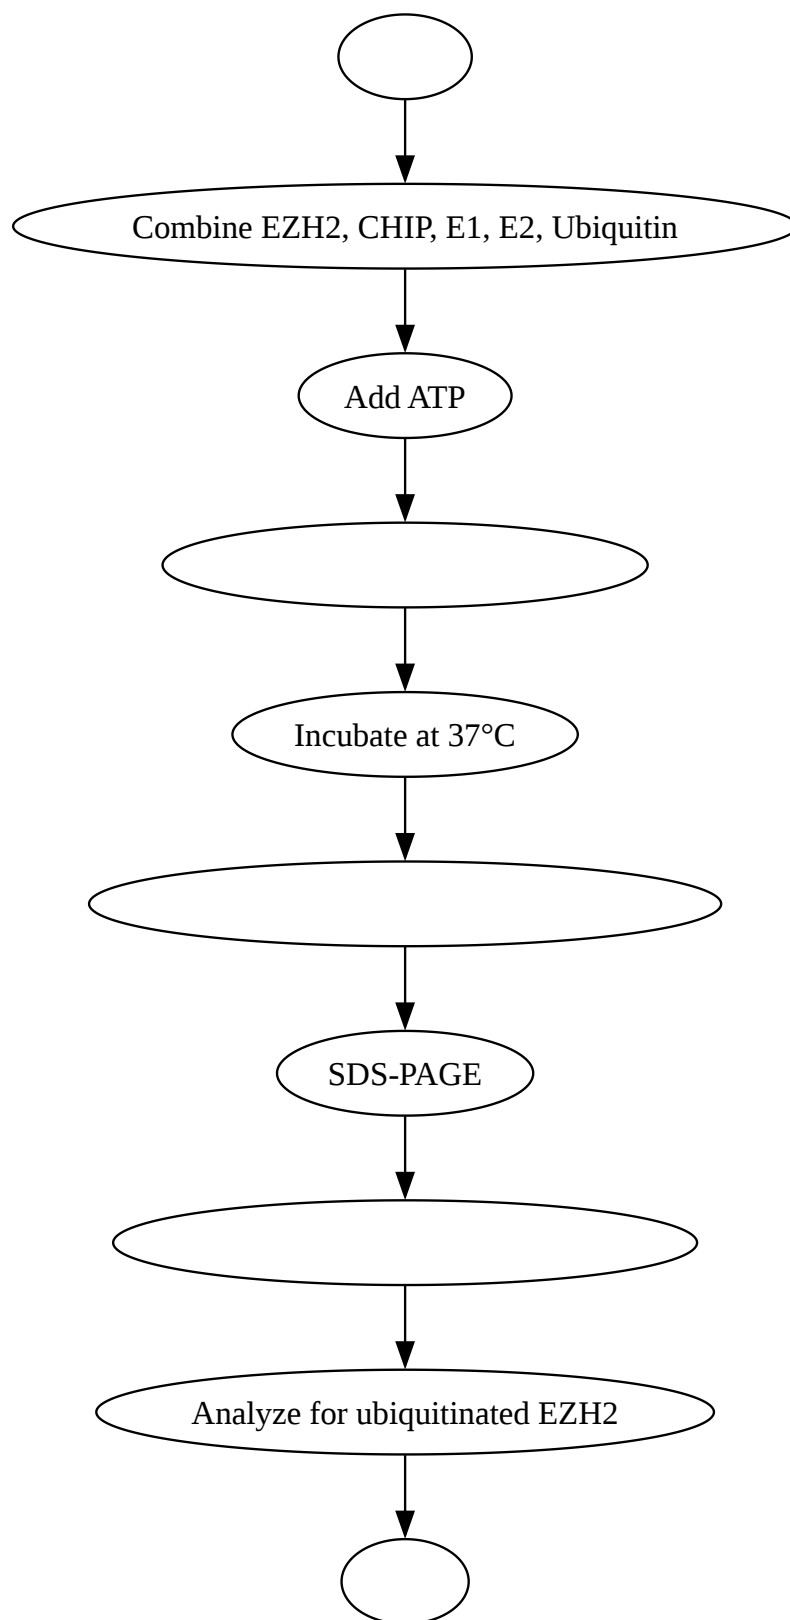 Combine EZH2, CHIP, E1, E2, Ubiquitin
Add ATP
Incubate at 37°C
SDS-PAGE
Analyze for ubiquitinated EZH2